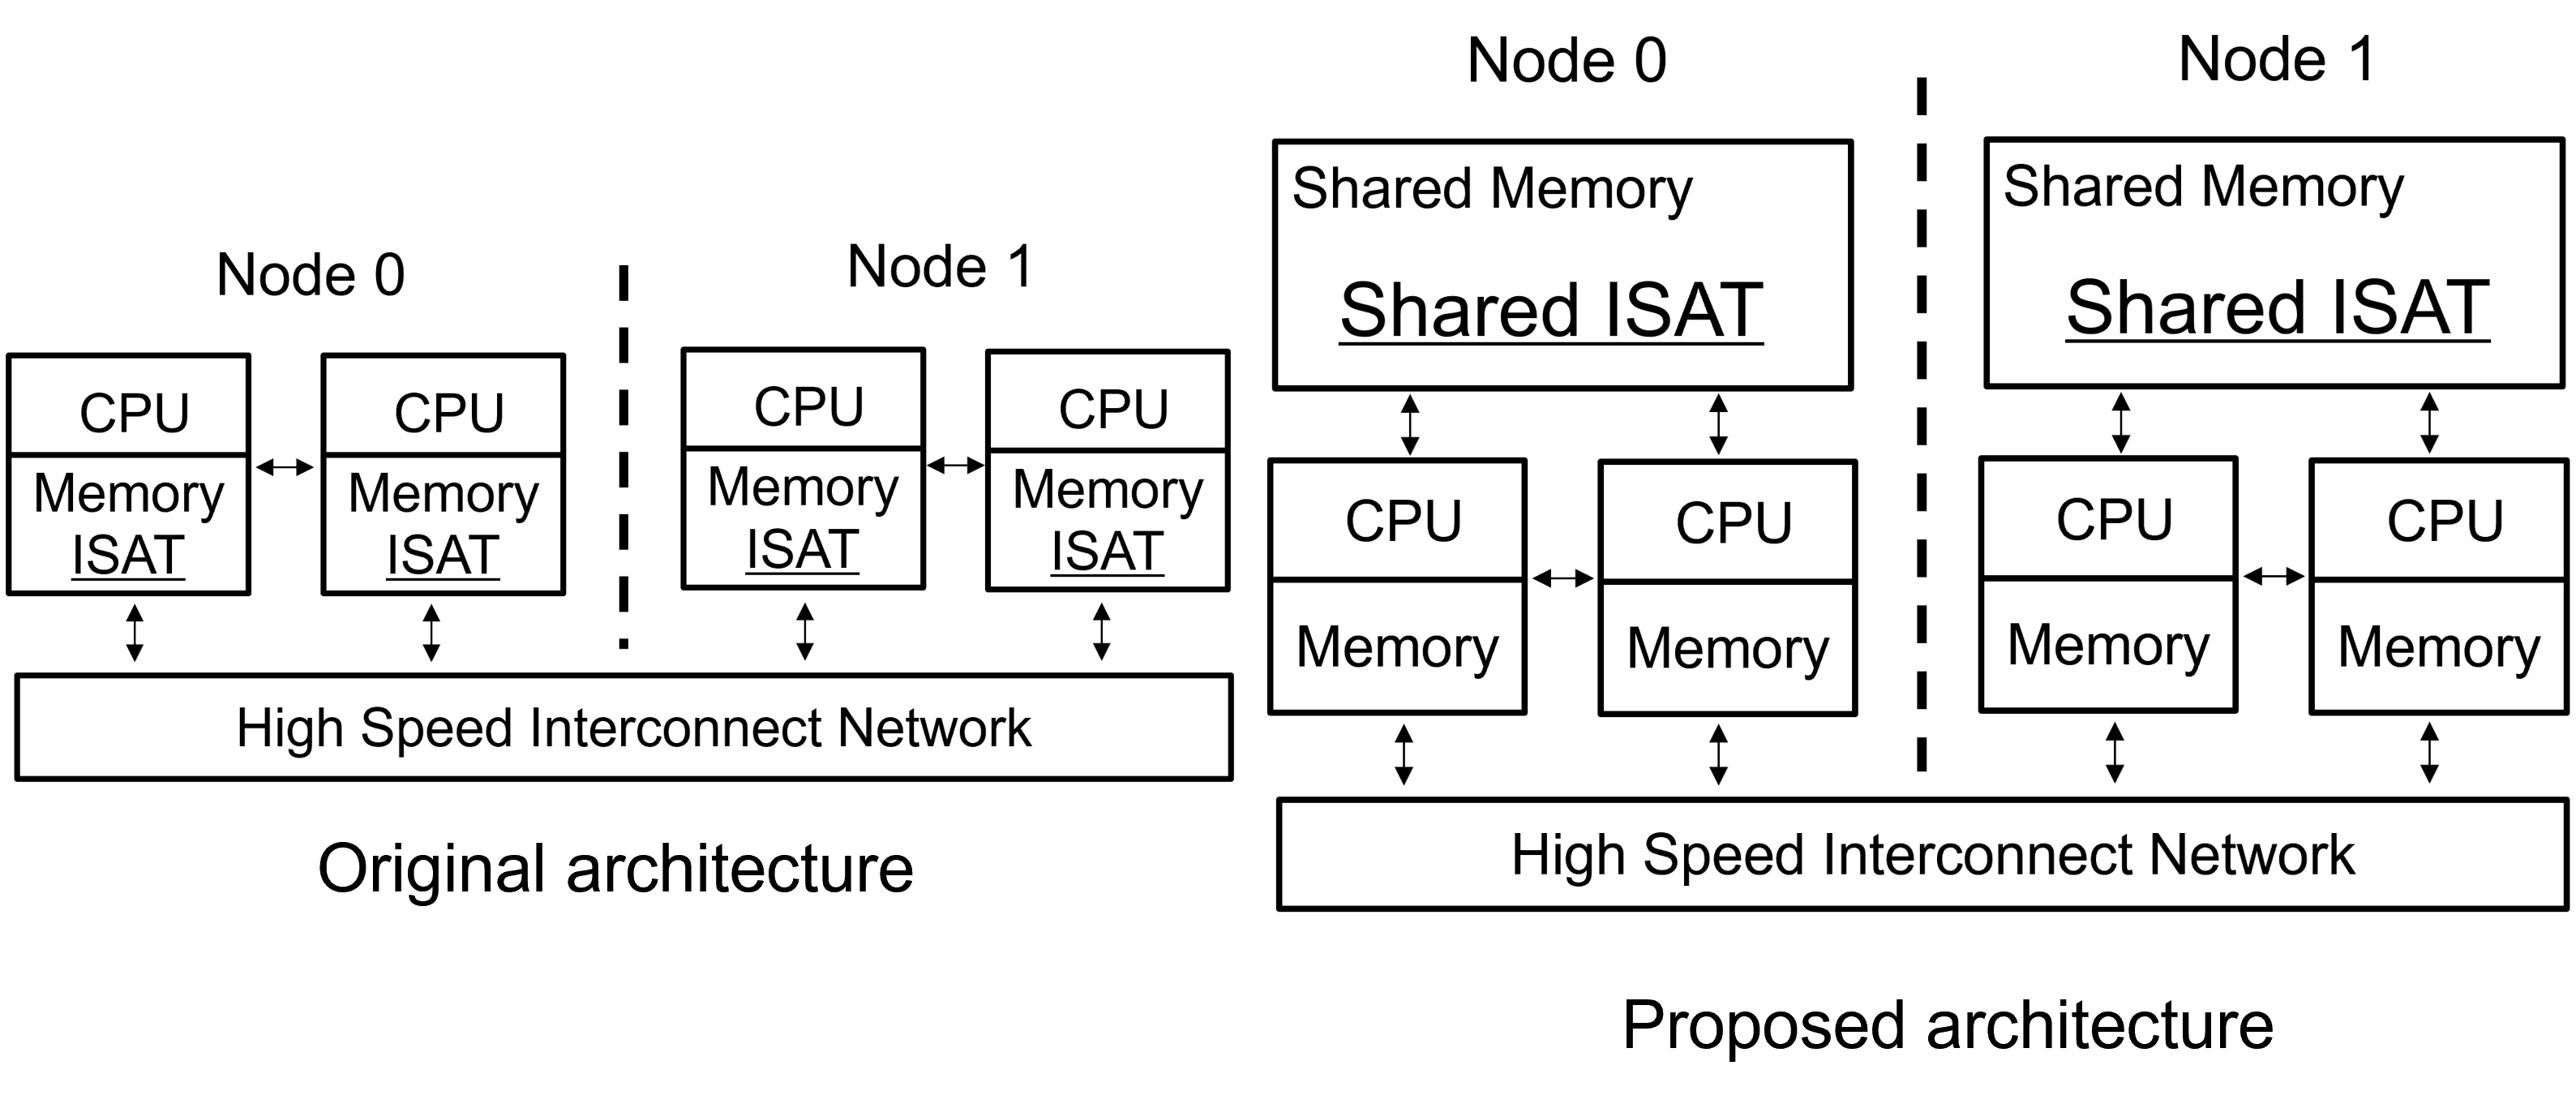 Node 0
Node 1
CPU
Memory
ISAT
CPU
Memory
ISAT
CPU
Memory
ISAT
CPU
Memory
ISAT
High Speed Interconnect Network
Original architecture
Node 0
Node 1
Shared Memory
Shared ISAT
Shared Memory
Shared ISAT
CPU
Memory
CPU
Memory
CPU
Memory
CPU
Memory
High Speed Interconnect Network
Proposed architecture